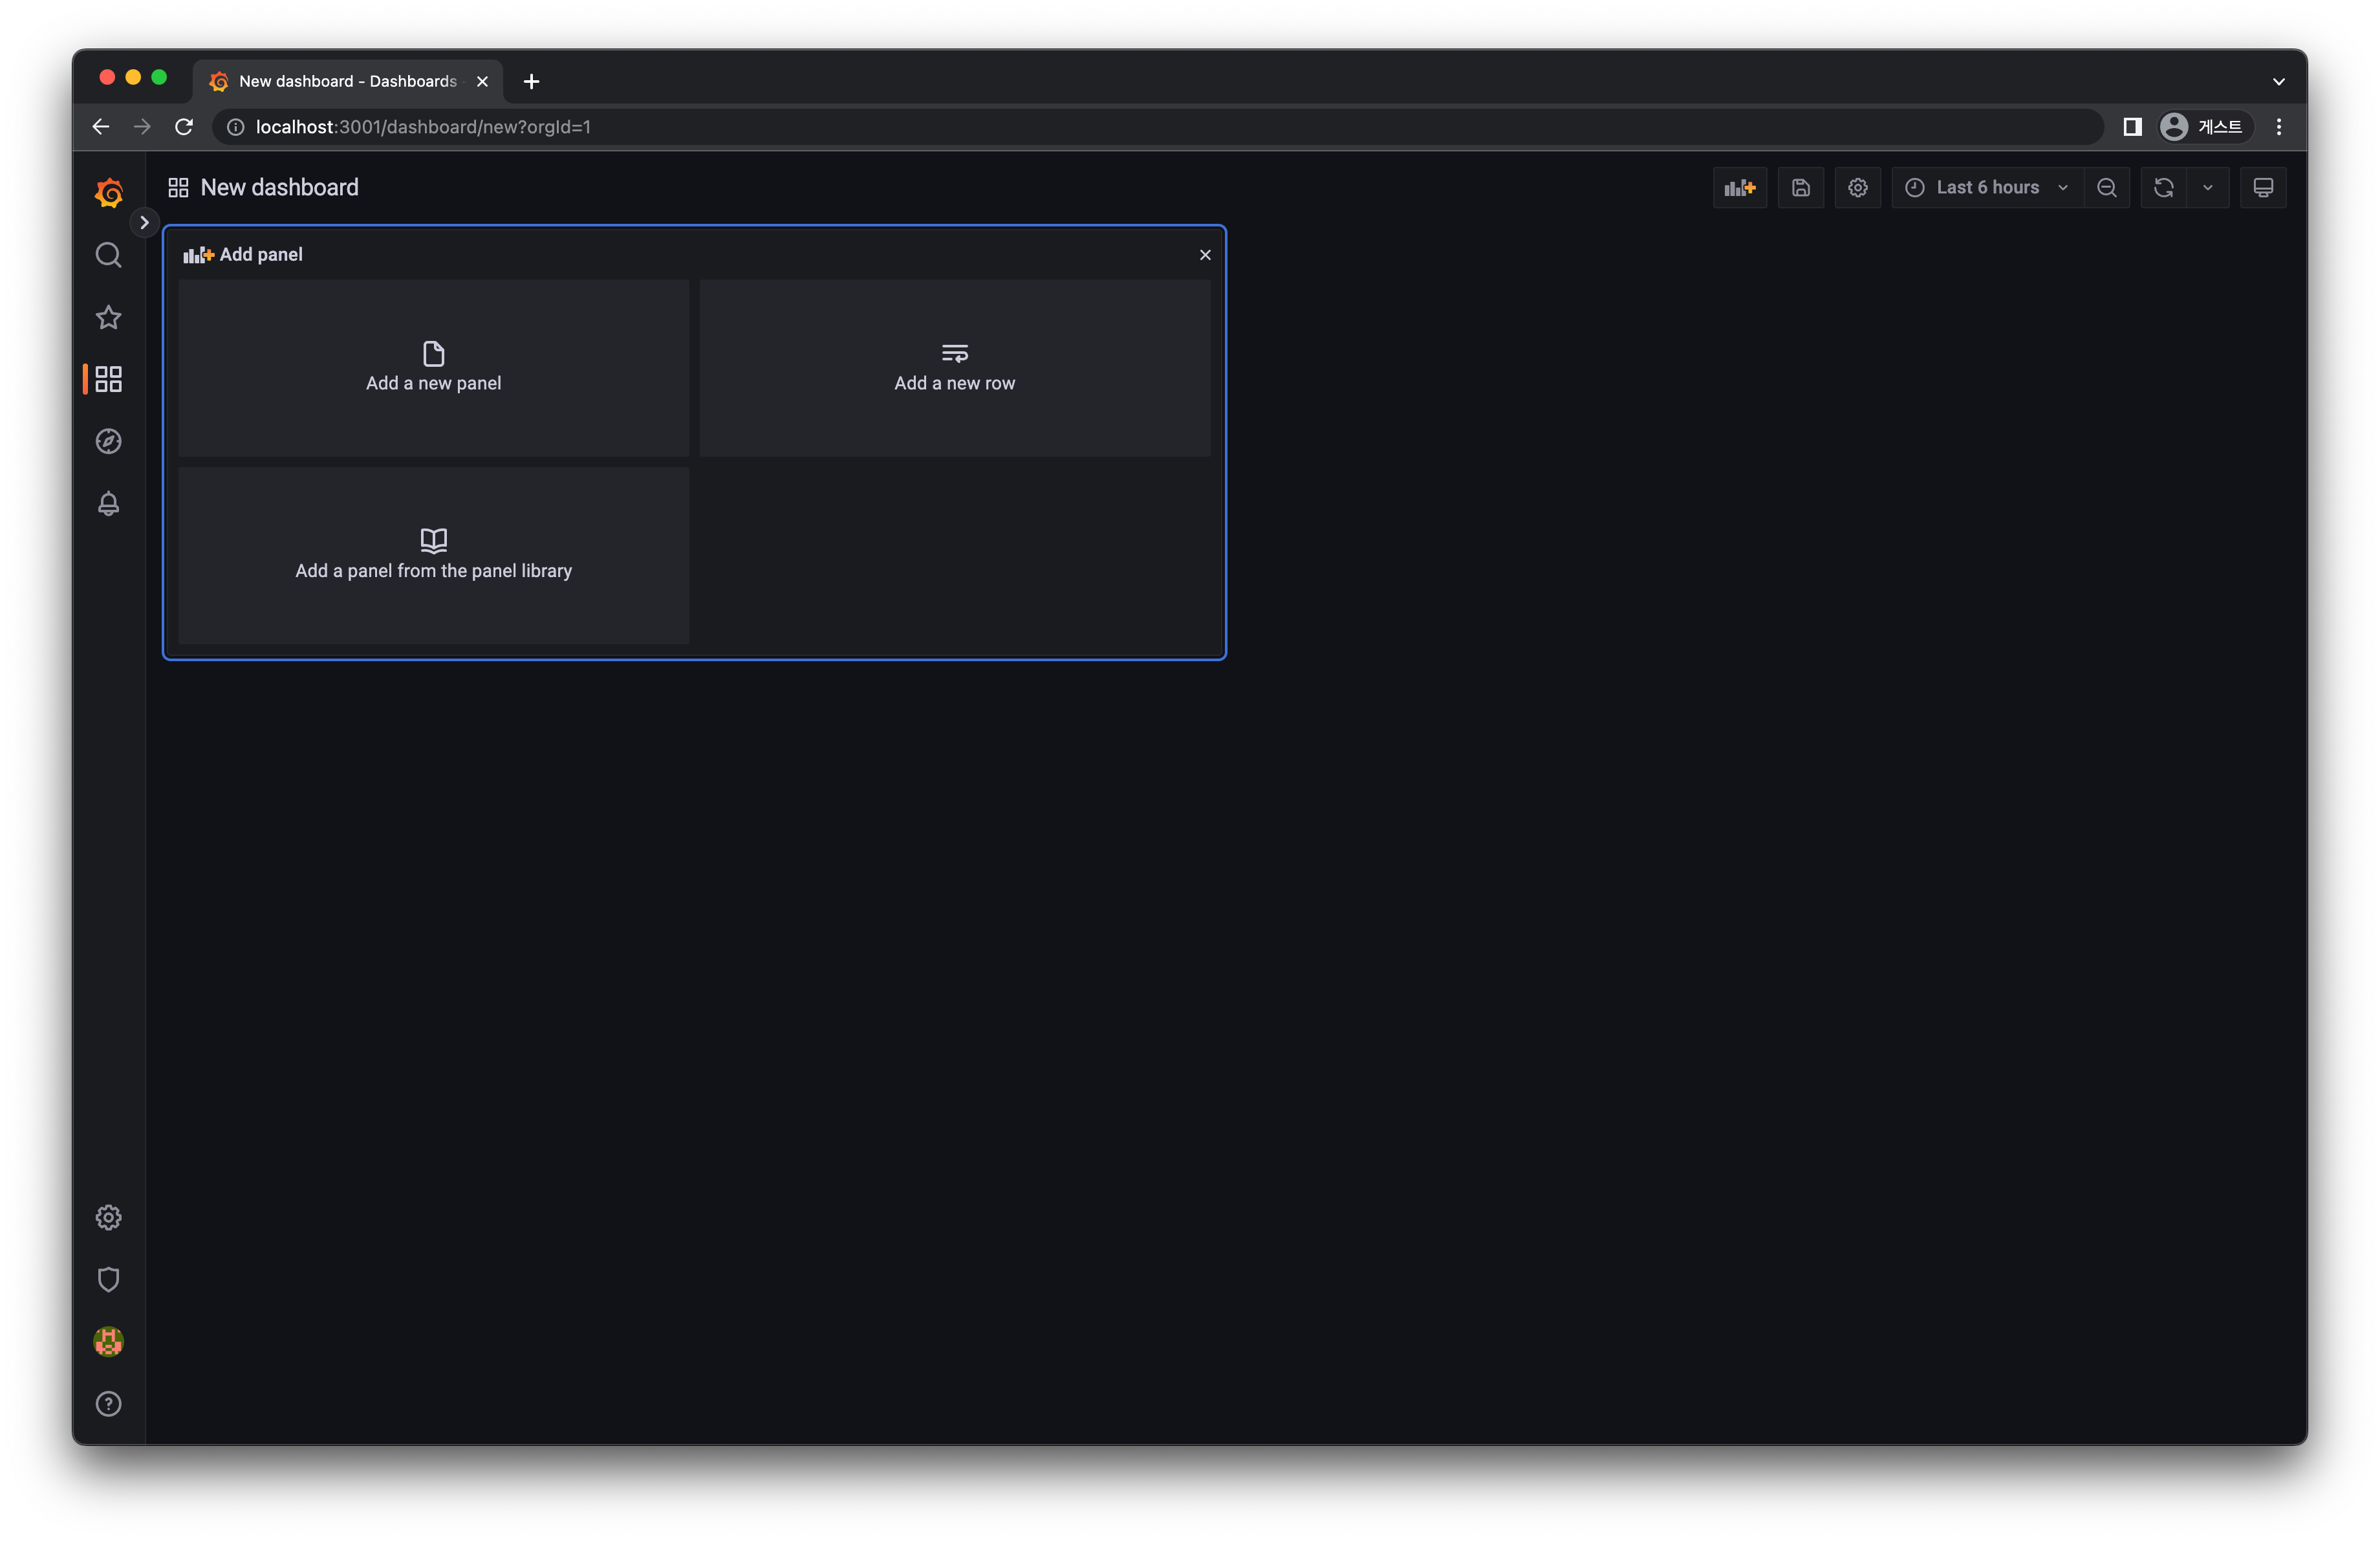 New dashboard - Dashboards -
localhost:3001/dashboard/new?orgId=1
게스트
New dashboard
Last 6 hours
Add panel
Add a new panel
Add a new row
Add a panel from the panel library